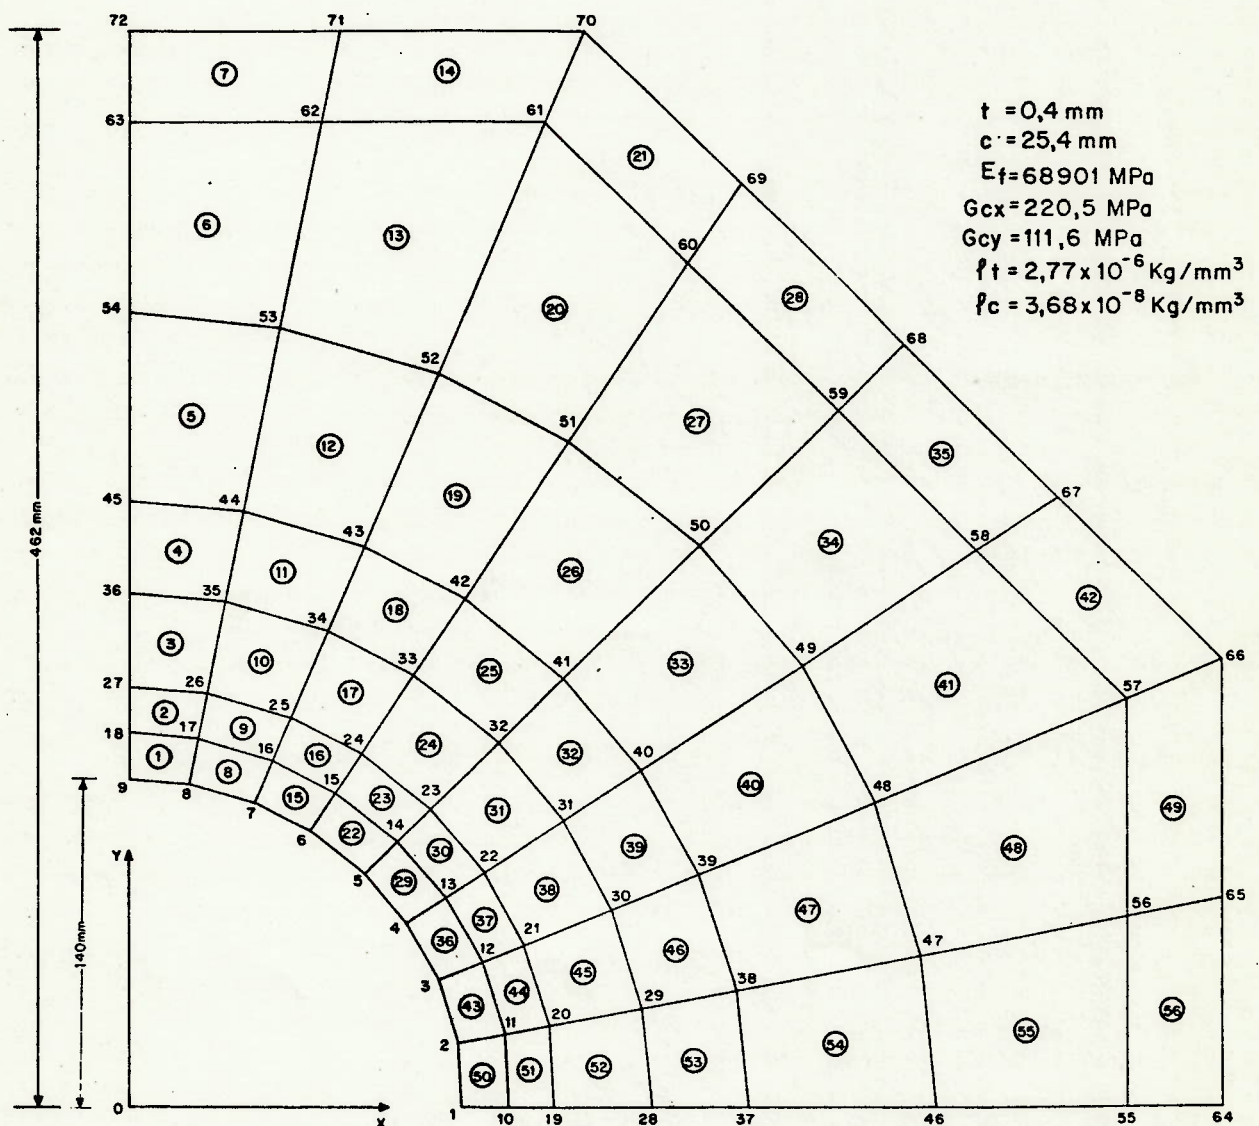 72 71 70
7 14
63 62 61
t = 0,4 mm
c = 25,4 mm
Ef = 68901 MPa
Gcx = 220,5 MPa
Gcy = 111,6 MPa
ρt = 2,77x10⁻⁶ Kg/mm³
ρc = 3,68x10⁻⁸ Kg/mm³
21 69
6 13 60
54 53 20 28
52 68
5 12 51 27 59
19 35
45 44 43 50 67
4 11 42 26 34 58
36 35 34 18 42
3 10 33 41 33 49 66
27 26 25 17 25 41 57
2 9 24 24 32 32 40
18 17 16 16 23 23 31 31 40 48 49
1 8 15 15 14 30 22 39 48
9 8 7 22 13 38 39
6 29 37 30 47 65
5 36 12 21 46 56
4 43 44 45 38 47
3 11 20 29
2 50 51 52 53 54 55 56
1 10 19 28 37 46 55 64
462 mm
140 mm
Y
0 X